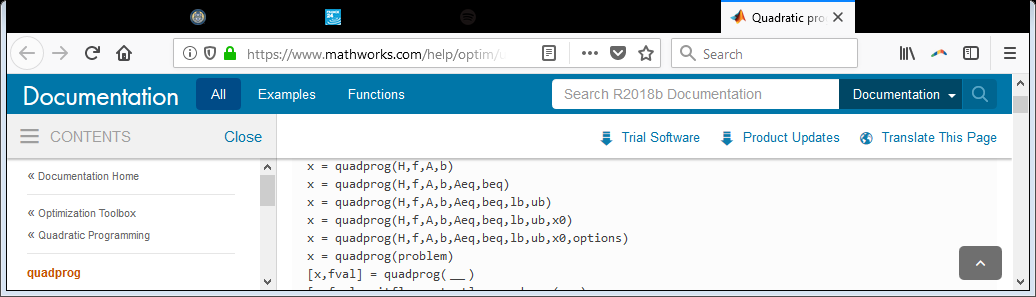 FRANCE
24
Quadratic pro
https://www.mathworks.com/help/optim/u
Search
Documentation
All
Examples
Functions
Search R2018b Documentation
Documentation
CONTENTS
Close
Trial Software
Product Updates
Translate This Page
« Documentation Home
« Optimization Toolbox
« Quadratic Programming
quadprog
x = quadprog(H,f,A,b)
x = quadprog(H,f,A,b,Aeq,beq)
x = quadprog(H,f,A,b,Aeq,beq,lb,ub)
x = quadprog(H,f,A,b,Aeq,beq,lb,ub,x0)
x = quadprog(H,f,A,b,Aeq,beq,lb,ub,x0,options)
x = quadprog(problem)
[x,fval] = quadprog(__)